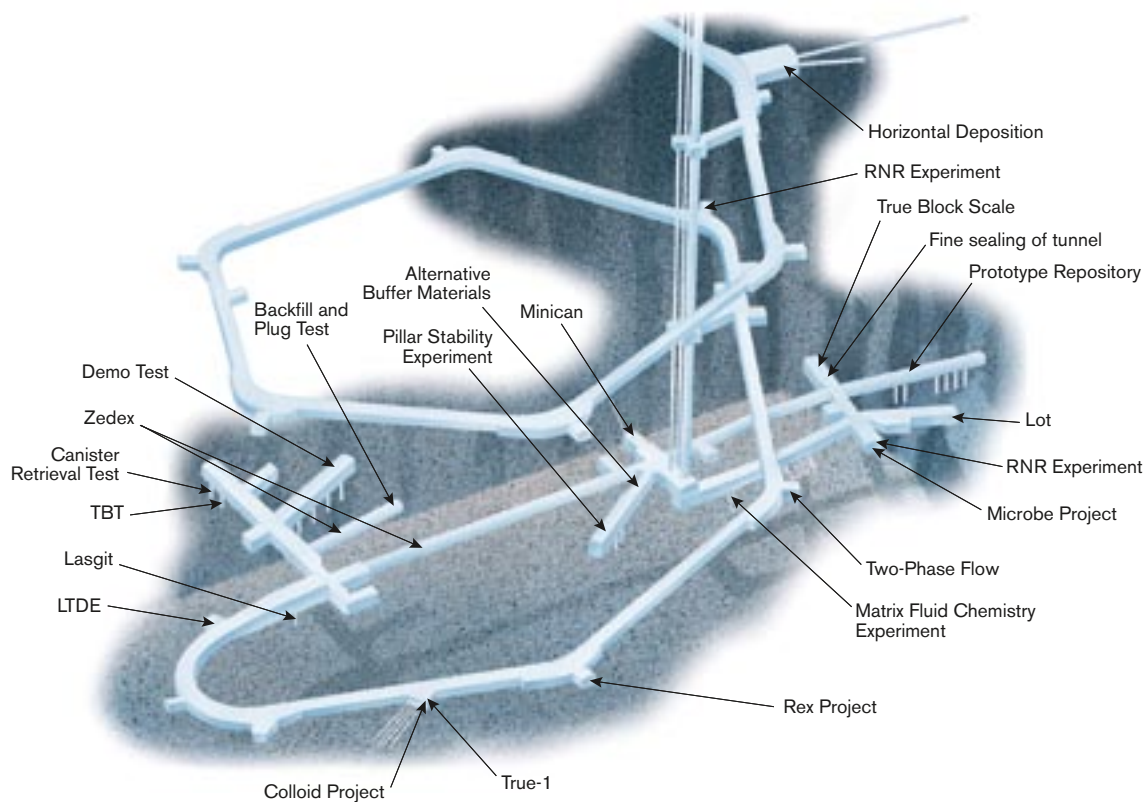 Horizontal Deposition
RNR Experiment
True Block Scale
Fine sealing of tunnel
Prototype Repository
Alternative
Buffer Materials
Minican
Backfill and
Plug Test
Pillar Stability
Experiment
Demo Test
Zedex
Lot
Canister
Retrieval Test
RNR Experiment
TBT
Microbe Project
Lasgit
Two-Phase Flow
LTDE
Matrix Fluid Chemistry
Experiment
Rex Project
True-1
Colloid Project